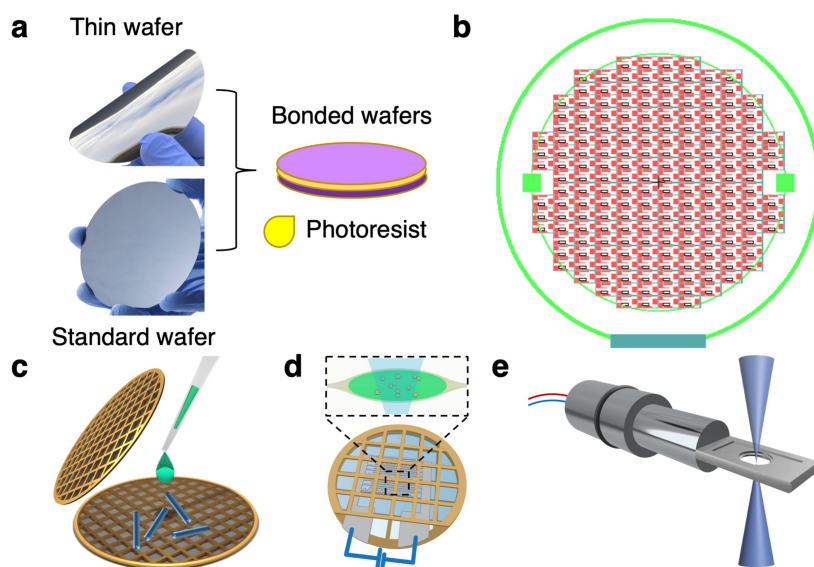 a
Thin wafer
Bonded wafers
Photoresist
Standard wafer
b
c
d
e